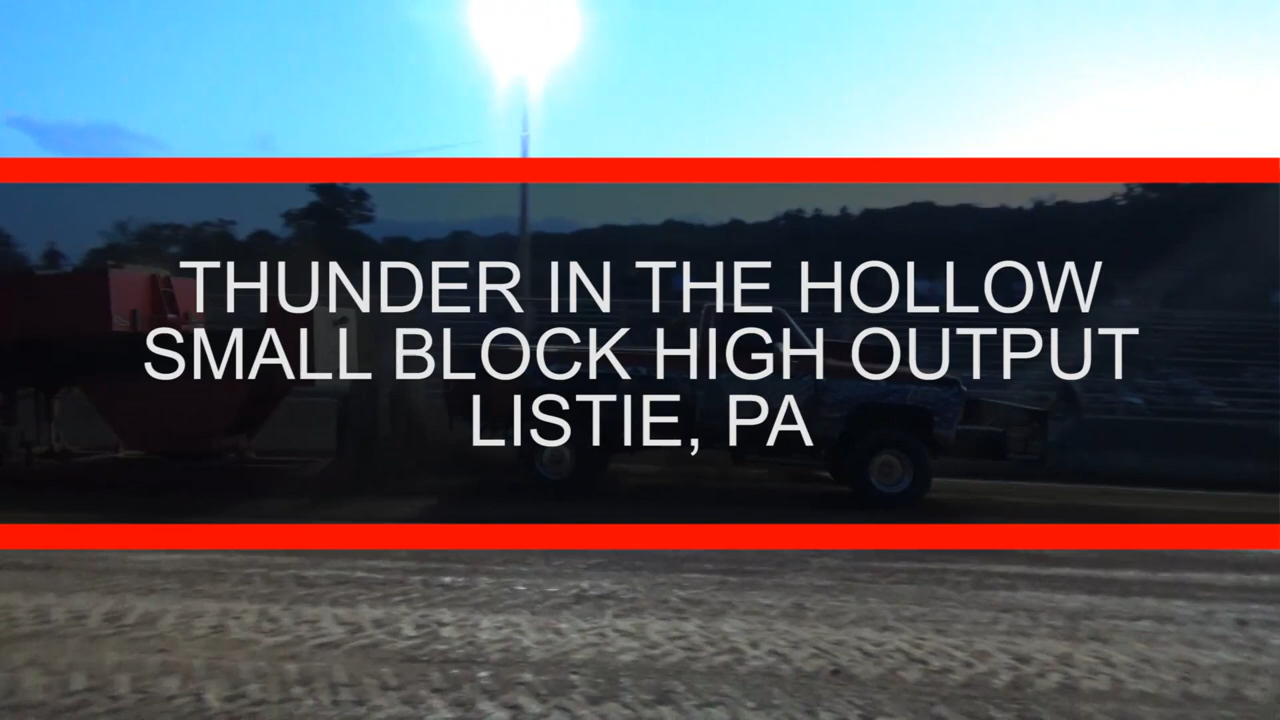 THUNDER IN THE HOLLOW
SMALL BLOCK HIGH OUTPUT
LISTIE, PA